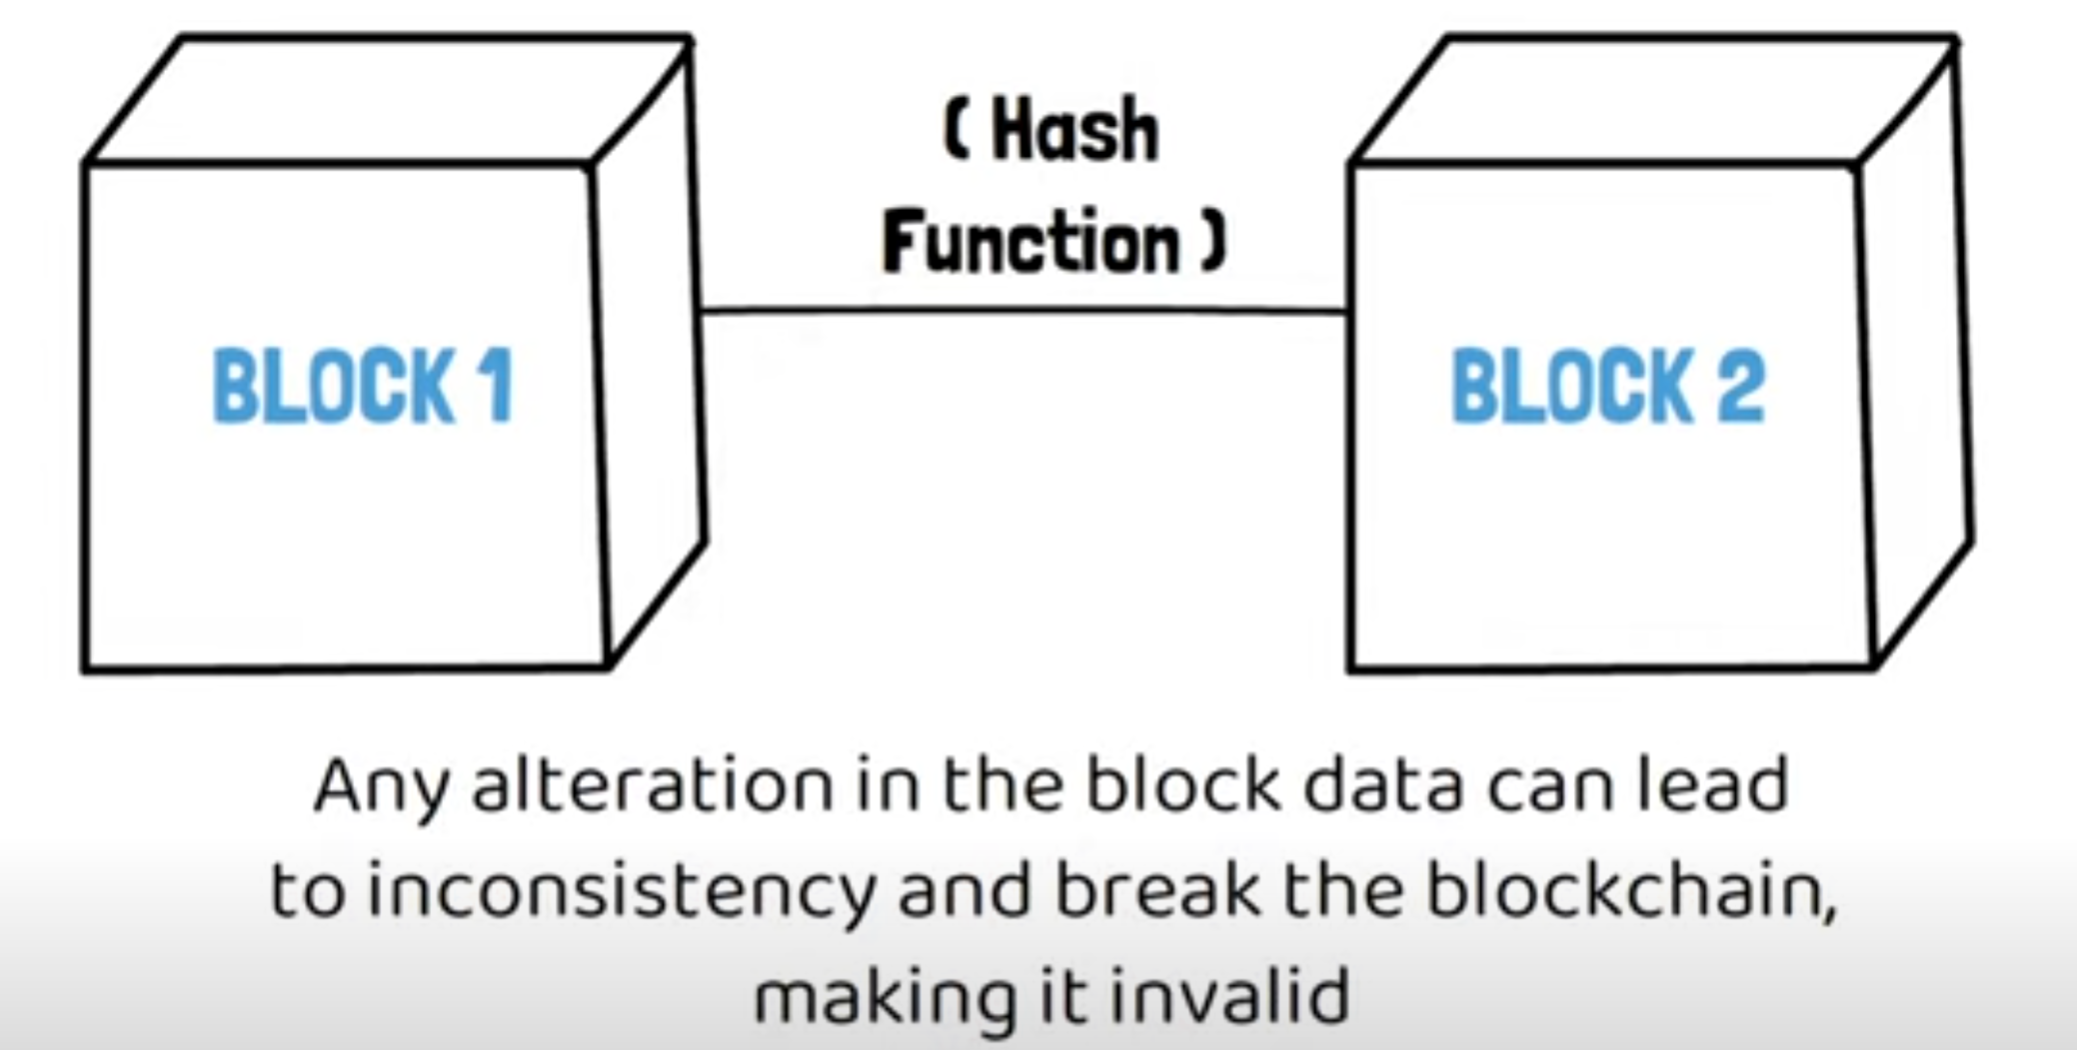 ( Hash
Function )
BLOCK 1
BLOCK 2
Any alteration in the block data can lead
to inconsistency and break the blockchain,
making it invalid